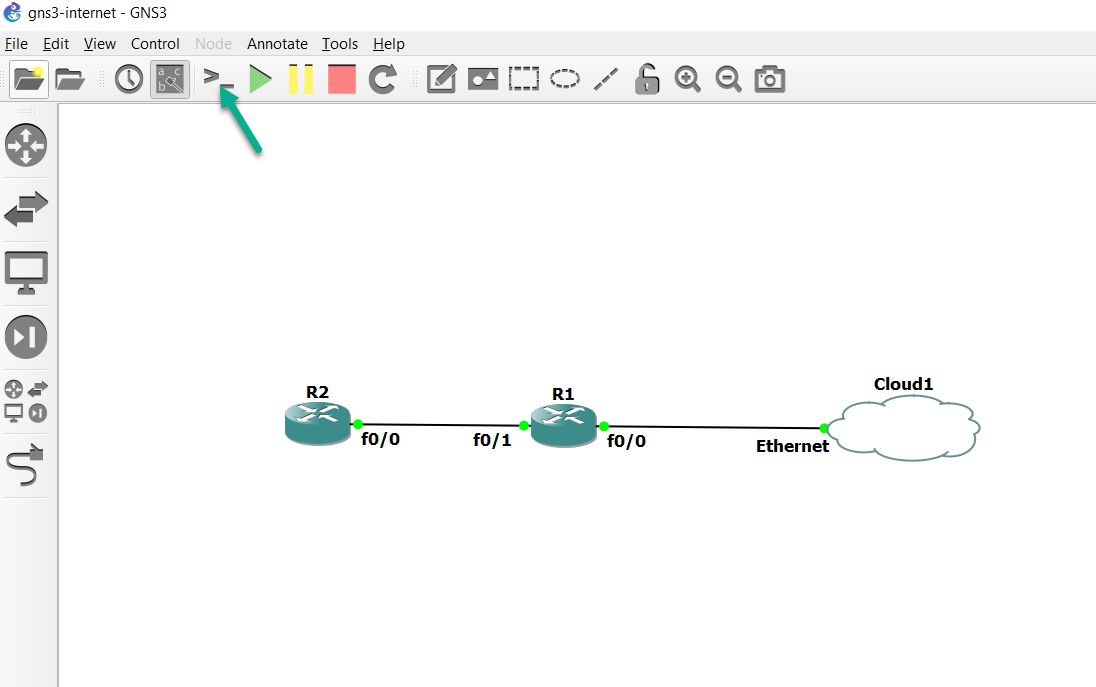 gns3-internet - GNS3
File Edit View Control Node Annotate Tools Help
a c
b
>_
R2
R1
Cloud1
f0/0
f0/1
f0/0
Ethernet